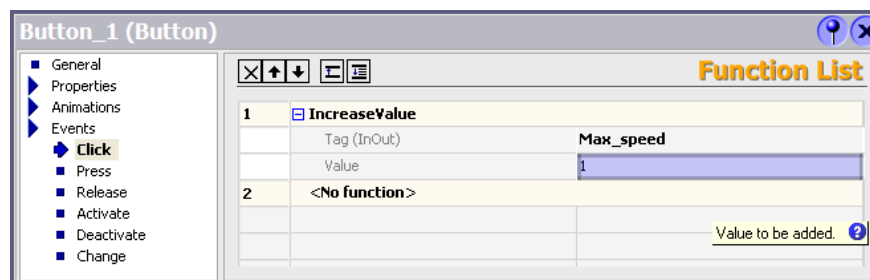 Button_1 (Button)
General
Properties
Animations
Events
Click
Press
Release
Activate
Deactivate
Change
Function List
1 IncreaseValue
Tag (InOut) Max_speed
Value 1
2 <No function>
Value to be added. ?